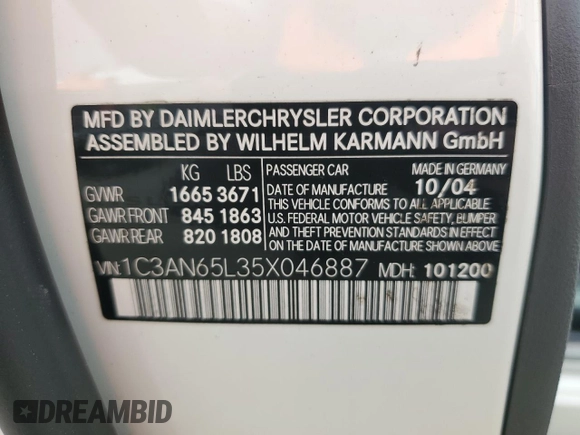 MFD BY DAIMLERCHRYSLER CORPORATION
ASSEMBLED BY WILHELM KARMANN GmbH
KG LBS
GVWR 1665 3671
GAWR FRONT 845 1863
GAWR REAR 820 1808
PASSENGER CAR MADE IN GERMANY
DATE OF MANUFACTURE 10/04
THIS VEHICLE CONFORMS TO ALL APPLICABLE
U.S. FEDERAL MOTOR VEHICLE SAFETY, BUMPER
AND THEFT PREVENTION STANDARDS IN EFFECT
ON THE DATE OF MANUFACTURE SHOWN ABOVE.
VIN: 1C3AN65L35X046887 MDH: 101200
DREAMBID